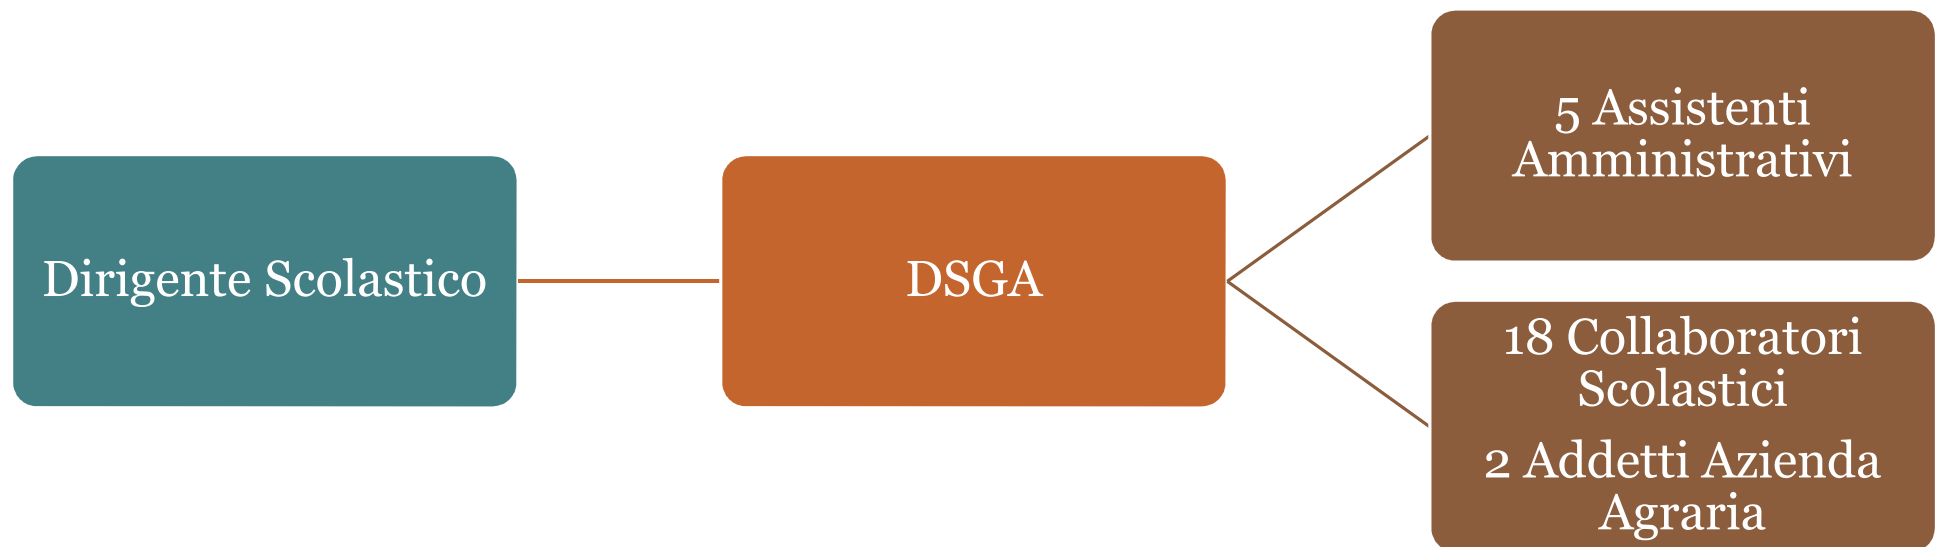 Dirigente Scolastico
DSGA
5 Assistenti
Amministrativi
18 Collaboratori
Scolastici
2 Addetti Azienda
Agraria